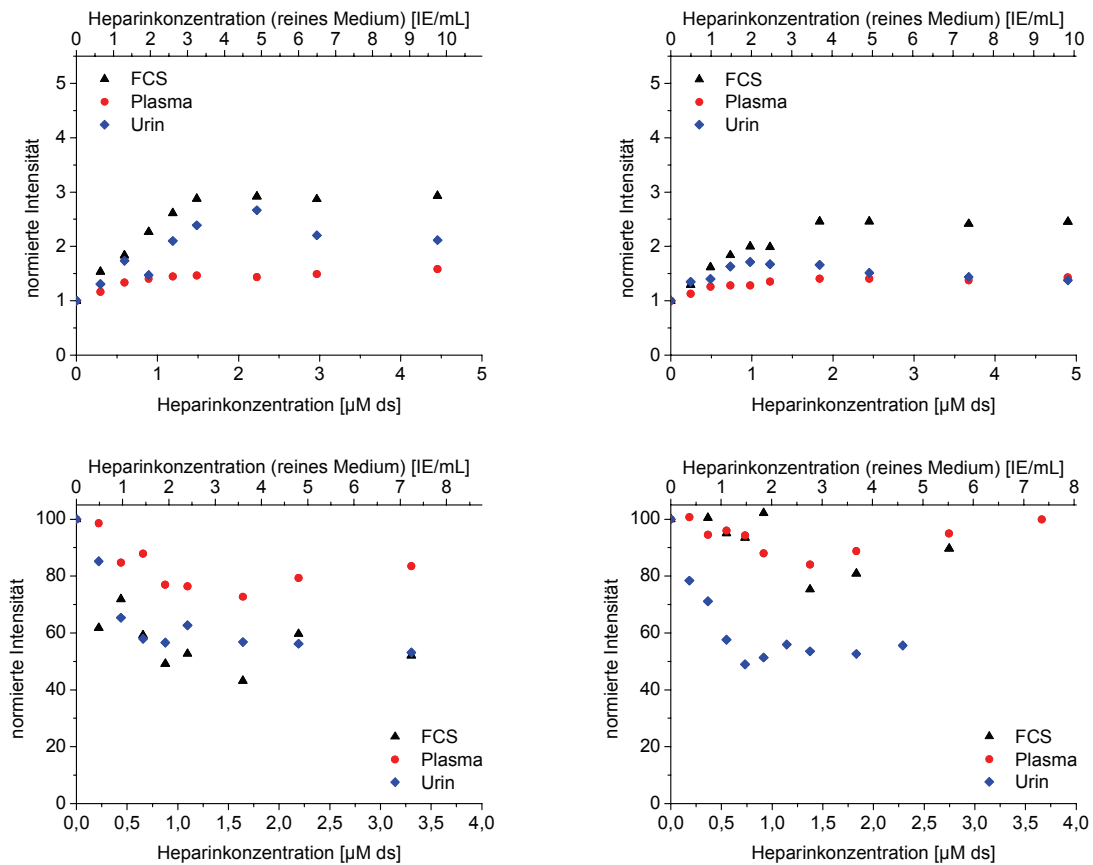 Heparinkonzentration (reines Medium) [IE/mL]
0 1 2 3 4 5 6 7 8 9 10
5
4
3
2
1
0
normierte Intensität
FCS
Plasma
Urin
0 1 2 3 4 5
Heparinkonzentration [µM ds]
Heparinkonzentration (reines Medium) [IE/mL]
0 1 2 3 4 5 6 7 8 9 10
5
4
3
2
1
0
normierte Intensität
FCS
Plasma
Urin
0 1 2 3 4 5
Heparinkonzentration [µM ds]
Heparinkonzentration (reines Medium) [IE/mL]
0 1 2 3 4 5 6 7 8
100
80
60
40
20
0
normierte Intensität
FCS
Plasma
Urin
0,0 0,5 1,0 1,5 2,0 2,5 3,0 3,5 4,0
Heparinkonzentration [µM ds]
Heparinkonzentration (reines Medium) [IE/mL]
0 1 2 3 4 5 6 7 8
100
80
60
40
20
0
normierte Intensität
FCS
Plasma
Urin
0,0 0,5 1,0 1,5 2,0 2,5 3,0 3,5 4,0
Heparinkonzentration [µM ds]